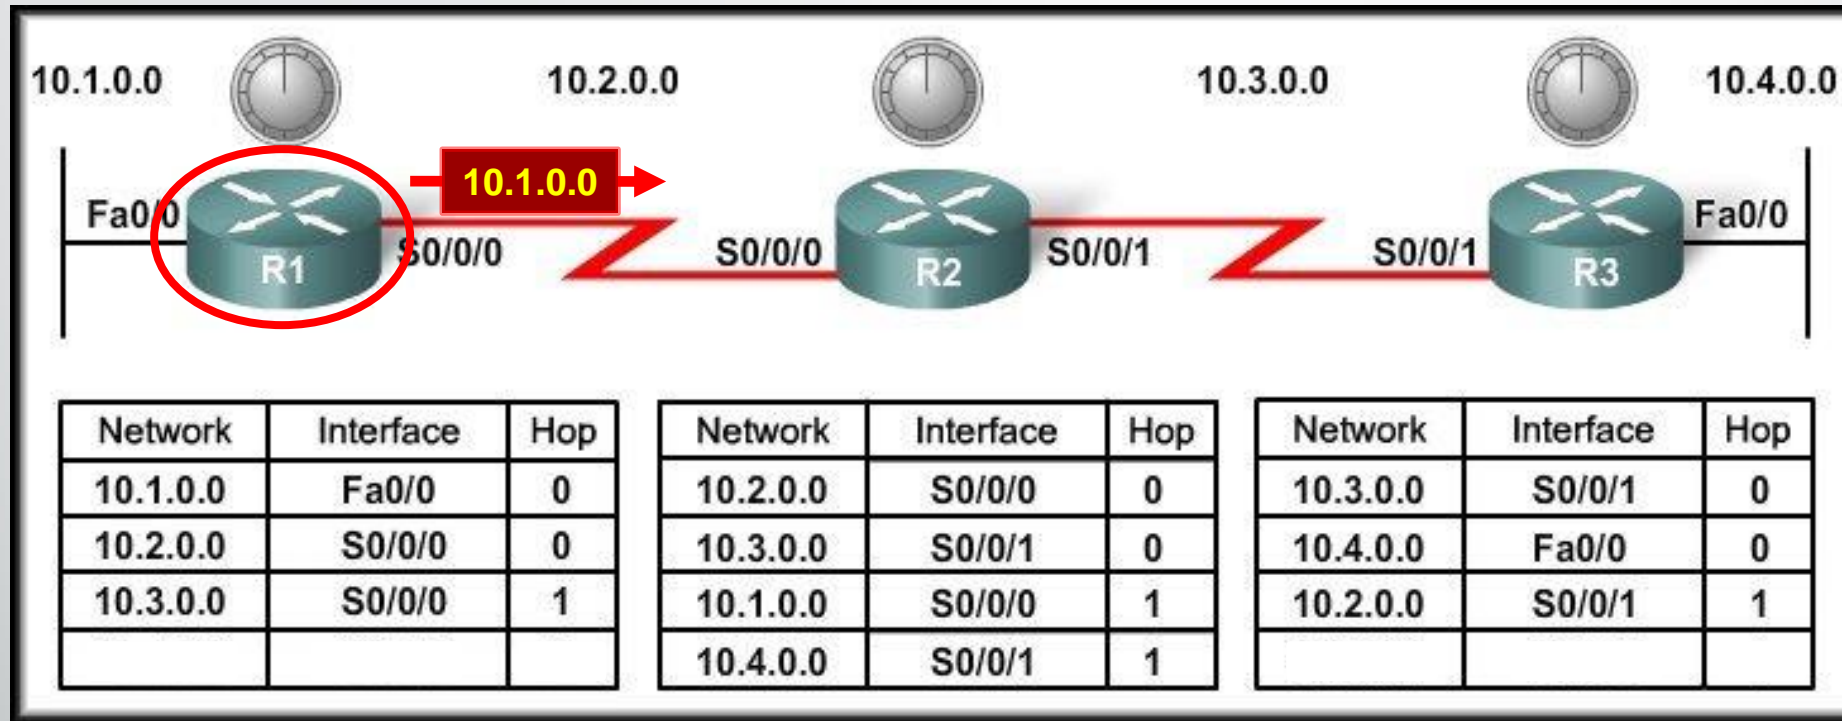 10.1.0.0 10.2.0.0 10.3.0.0 10.4.0.0
10.1.0.0
Fa0/0 Fa0/0
S0/0/0 S0/0/0 S0/0/1 S0/0/1
R1 R2 R3
Network Interface Hop Network Interface Hop Network Interface Hop
10.1.0.0 Fa0/0 0 10.2.0.0 S0/0/0 0 10.3.0.0 S0/0/1 0
10.2.0.0 S0/0/0 0 10.3.0.0 S0/0/1 0 10.4.0.0 Fa0/0 0
10.3.0.0 S0/0/0 1 10.1.0.0 S0/0/0 1 10.2.0.0 S0/0/1 1
10.4.0.0 S0/0/1 1